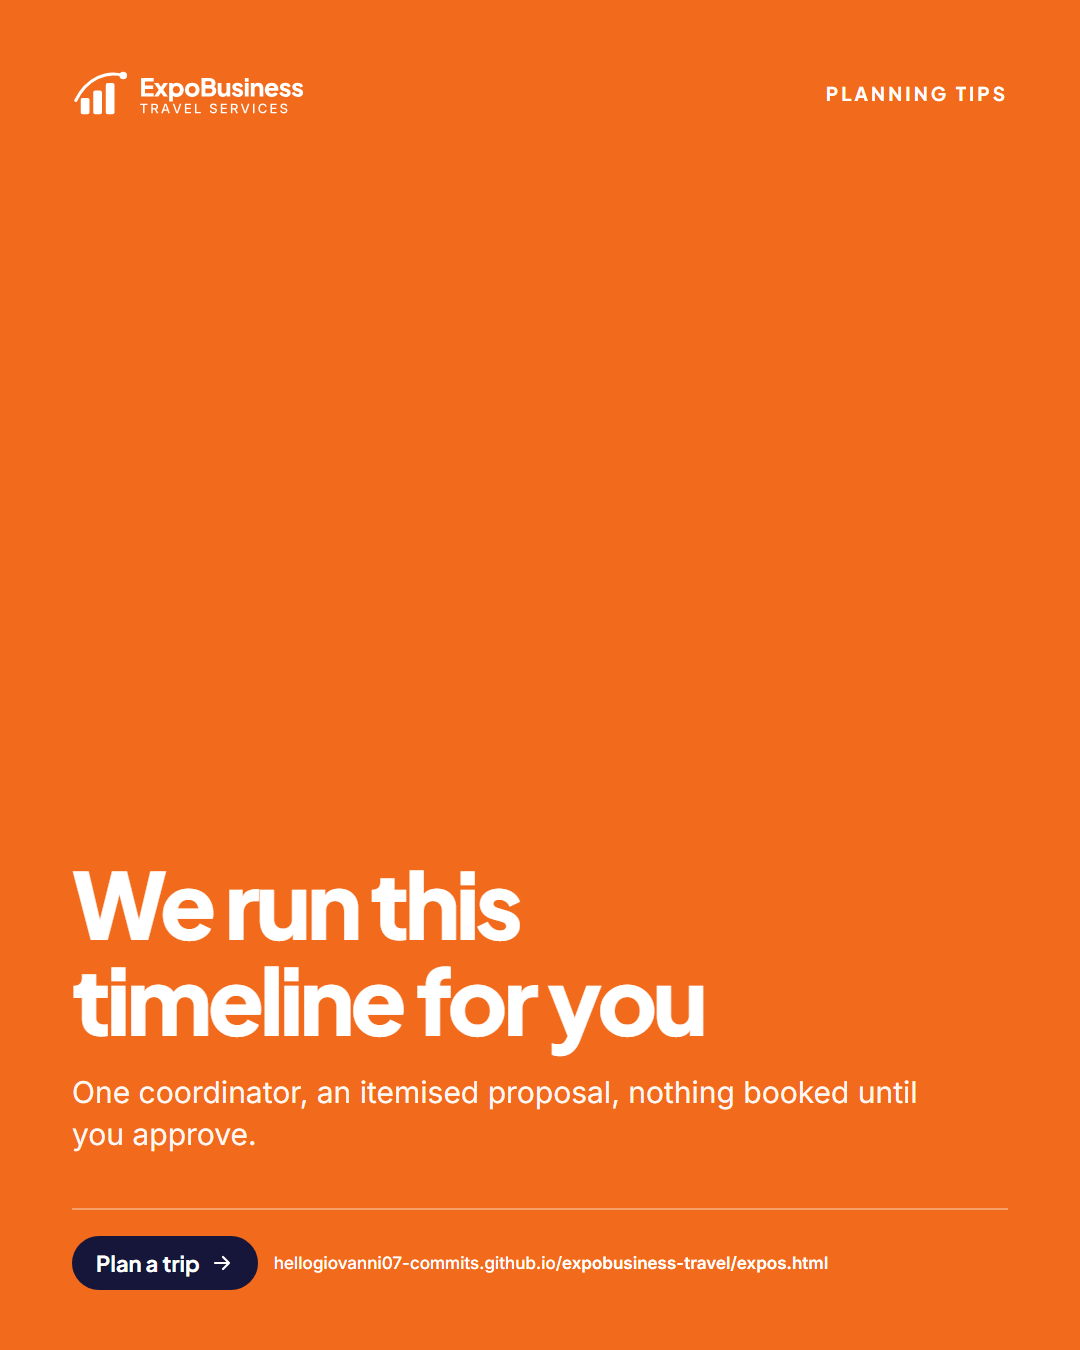 ExpoBusiness
TRAVEL SERVICES
PLANNING TIPS
We run this
timeline for you
One coordinator, an itemised proposal, nothing booked until
you approve.
Plan a trip →
hellogiovanni07-commits.github.io/expobusiness-travel/expos.html